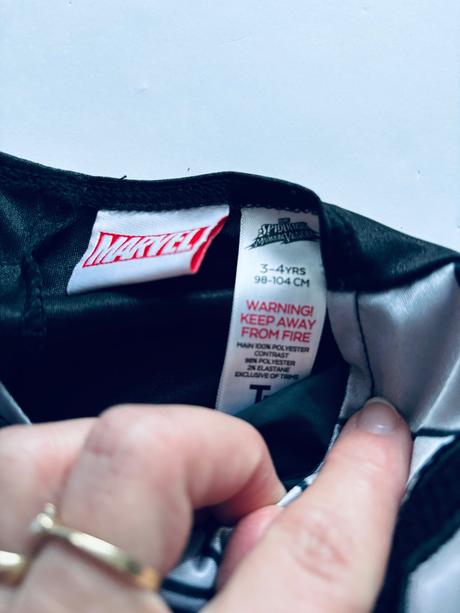 MARVEL
3-4YRS
98-104 CM
WARNING!
KEEP AWAY
FROM FIRE
MAIN 100% POLYESTER
CONTRAST
98% POLYESTER
2% ELASTANE
EXCLUSIVE OF TRIMS